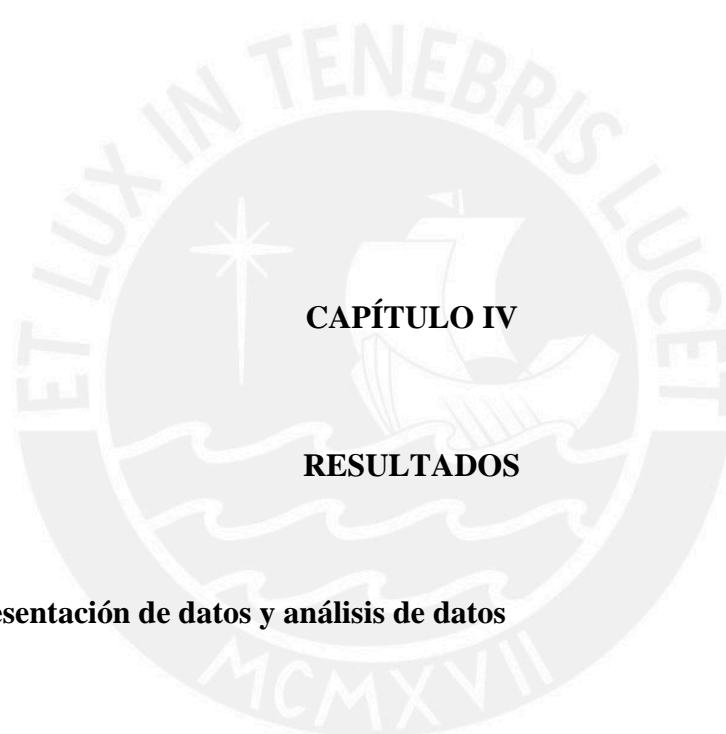 ET LUX IN TENEBRIS LUCET
CAPÍTULO IV
RESULTADOS
esentación de datos y análisis de datos
MCMXVII